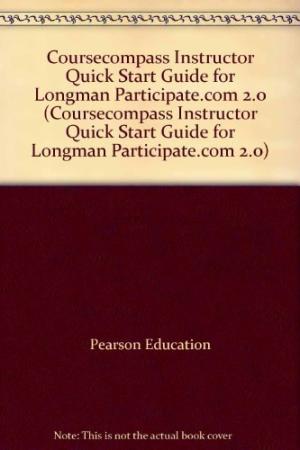 Coursecompass Instructor
Quick Start Guide for
Longman Participate.com 2.0
(Coursecompass Instructor
Quick Start Guide for
Longman Participate.com 2.0)
Pearson Education
Note: This is not the actual book cover